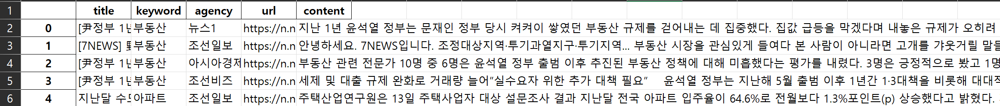 1 title keyword agency url content
2 0 [尹정부 1년 부동산 뉴스1 https://n.n 지난 1년 윤석열 정부는 문재인 정부 당시 켜켜이 쌓였던 부동산 규제를 걷어내는 데 집중했다. 집값 급등을 막겠다며 내놓은 규제가 오히려
3 1 [7NEWS] 부동산 조선일보 https://n.n 안녕하세요. 7NEWS입니다. 조정대상지역·투기과열지구·투기지역... 부동산 시장을 관심있게 들여다 본 사람이 아니라면 고개를 갸웃거릴 말들
4 2 [尹정부 1년 부동산 아시아경제 https://n.n 부동산 관련 전문가 10명 중 6명은 윤석열 정부 출범 이후 추진된 부동산 정책에 대해 미흡했다는 평가를 내렸다. 3명은 긍정적으로 봤고 1명
5 3 [尹정부 1년 부동산 조선비즈 https://n.n 세제 및 대출 규제 완화로 거래량 늘어"실수요자 위한 추가 대책 필요" 윤석열 정부는 지난해 5월 출범 이후 1년간 1·3대책을 비롯해 대대적
6 4 지난달 수도 아파트 조선일보 https://n.n 주택산업연구원은 13일 주택사업자 대상 설문조사 결과 지난달 전국 아파트 입주율이 64.6%로 전월보다 1.3%포인트(p) 상승했다고 밝혔다.